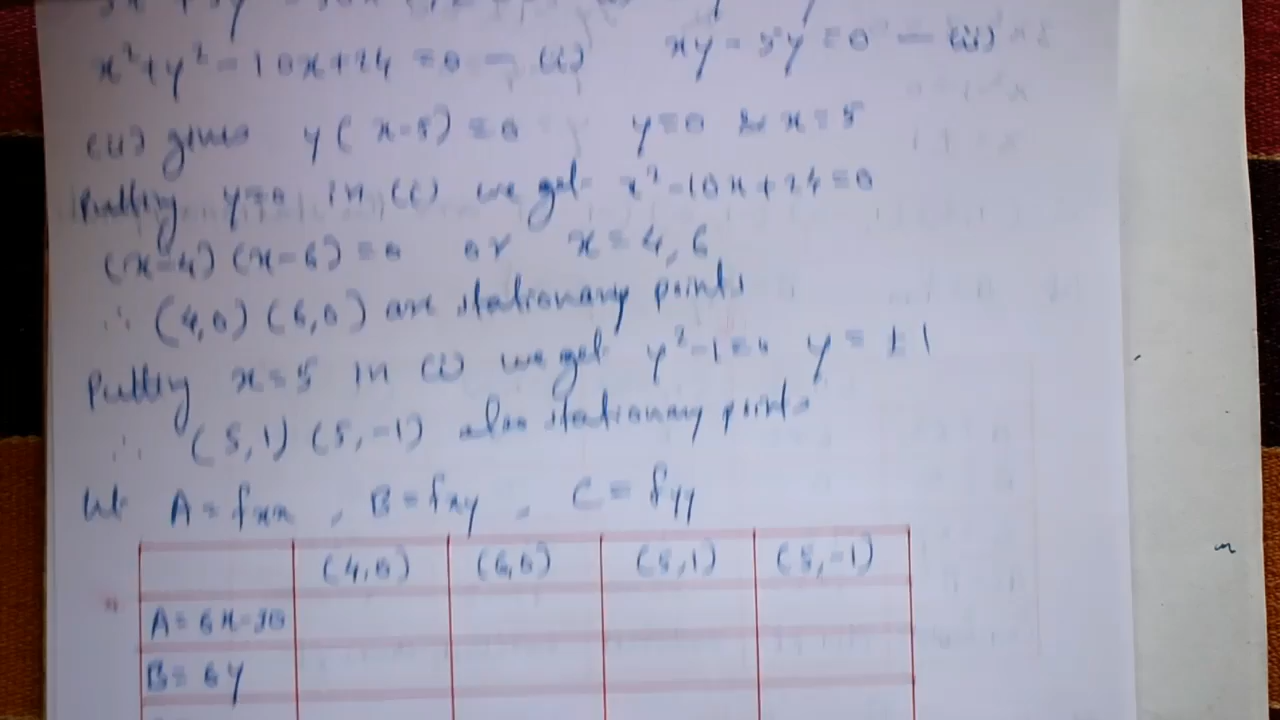 x²+y²-10x+24=0 — (i) xy-5y=0 — (ii)
(ii) gives y(x-5)=0 y=0 or x=5
Putting y=0 in (i) we get x²-10x+24=0
(x-4)(x-6)=0 or x=4,6
∴ (4,0) (6,0) are stationary points
Putting x=5 in (i) we get y²-1=0 y=±1
∴ (5,1) (5,-1) also stationary points
Let A=fxx, B=fxy, C=fyy
(4,0) (6,0) (5,1) (5,-1)
A=6x-30
B=6y